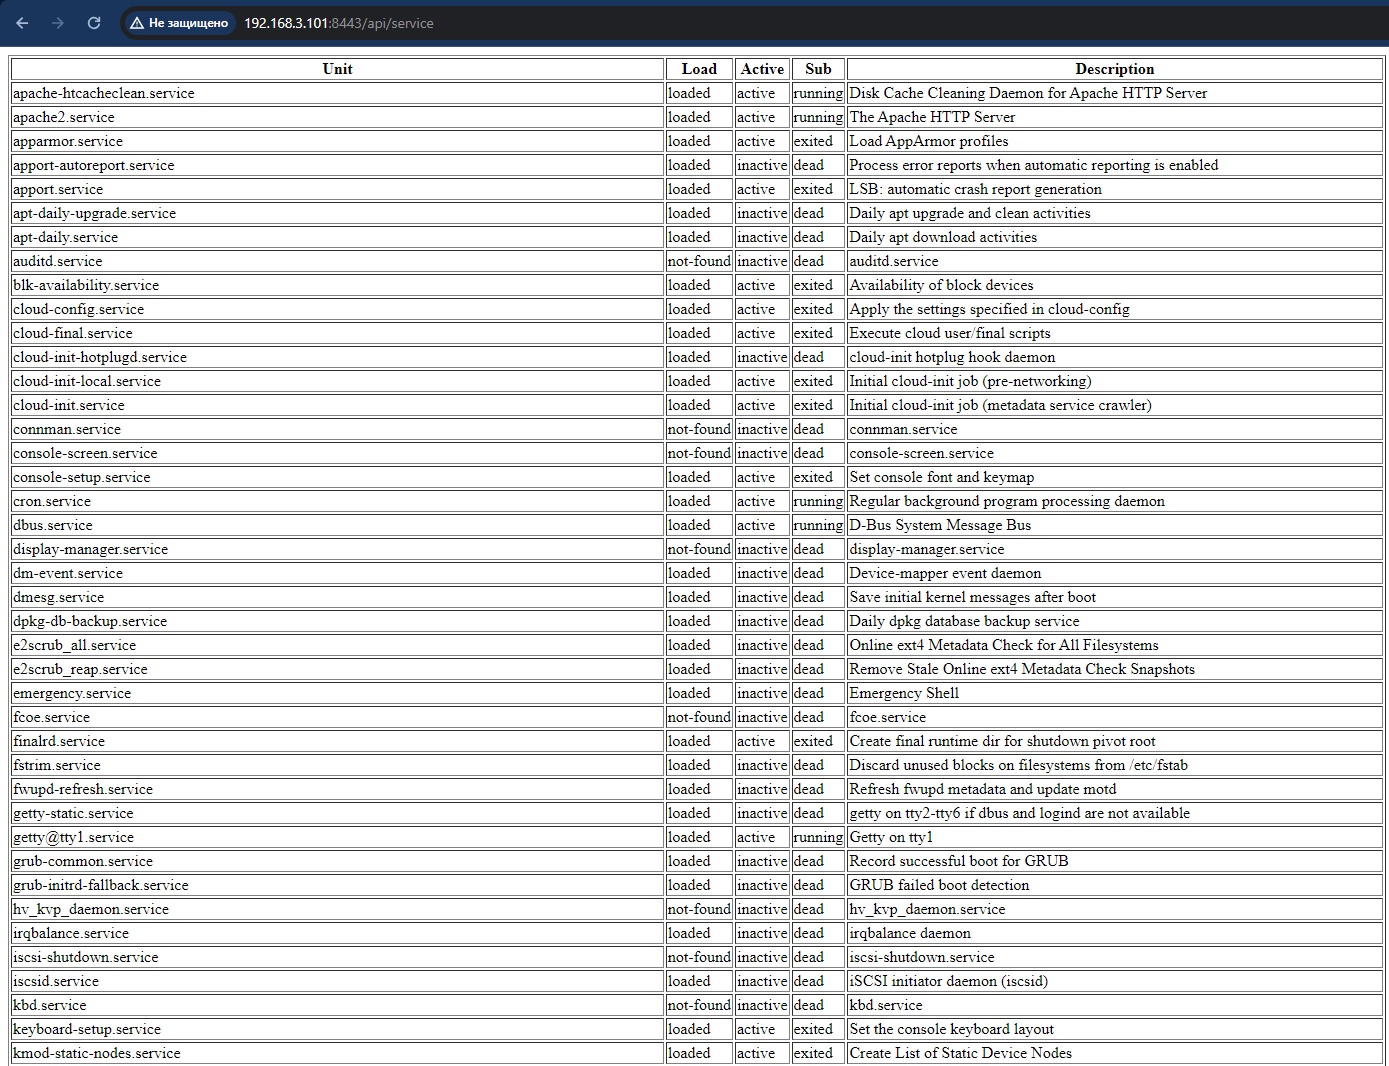 Не защищено 192.168.3.101:8443/api/service
Unit Load Active Sub Description
apache-htcacheclean.service loaded active running Disk Cache Cleaning Daemon for Apache HTTP Server
apache2.service loaded active running The Apache HTTP Server
apparmor.service loaded active exited Load AppArmor profiles
apport-autoreport.service loaded inactive dead Process error reports when automatic reporting is enabled
apport.service loaded active exited LSB: automatic crash report generation
apt-daily-upgrade.service loaded inactive dead Daily apt upgrade and clean activities
apt-daily.service loaded inactive dead Daily apt download activities
auditd.service not-found inactive dead auditd.service
blk-availability.service loaded active exited Availability of block devices
cloud-config.service loaded active exited Apply the settings specified in cloud-config
cloud-final.service loaded active exited Execute cloud user/final scripts
cloud-init-hotplugd.service loaded inactive dead cloud-init hotplug hook daemon
cloud-init-local.service loaded active exited Initial cloud-init job (pre-networking)
cloud-init.service loaded active exited Initial cloud-init job (metadata service crawler)
connman.service not-found inactive dead connman.service
console-screen.service not-found inactive dead console-screen.service
console-setup.service loaded active exited Set console font and keymap
cron.service loaded active running Regular background program processing daemon
dbus.service loaded active running D-Bus System Message Bus
display-manager.service not-found inactive dead display-manager.service
dm-event.service loaded inactive dead Device-mapper event daemon
dmesg.service loaded inactive dead Save initial kernel messages after boot
dpkg-db-backup.service loaded inactive dead Daily dpkg database backup service
e2scrub_all.service loaded inactive dead Online ext4 Metadata Check for All Filesystems
e2scrub_reap.service loaded inactive dead Remove Stale Online ext4 Metadata Check Snapshots
emergency.service loaded inactive dead Emergency Shell
fcoe.service not-found inactive dead fcoe.service
finalrd.service loaded active exited Create final runtime dir for shutdown pivot root
fstrim.service loaded inactive dead Discard unused blocks on filesystems from /etc/fstab
fwupd-refresh.service loaded inactive dead Refresh fwupd metadata and update motd
getty-static.service loaded inactive dead getty on tty2-tty6 if dbus and logind are not available
getty@tty1.service loaded active running Getty on tty1
grub-common.service loaded inactive dead Record successful boot for GRUB
grub-initrd-fallback.service loaded inactive dead GRUB failed boot detection
hv_kvp_daemon.service not-found inactive dead hv_kvp_daemon.service
irqbalance.service loaded inactive dead irqbalance daemon
iscsi-shutdown.service not-found inactive dead iscsi-shutdown.service
iscsid.service loaded inactive dead iSCSI initiator daemon (iscsid)
kbd.service not-found inactive dead kbd.service
keyboard-setup.service loaded active exited Set the console keyboard layout
kmod-static-nodes.service loaded active exited Create List of Static Device Nodes